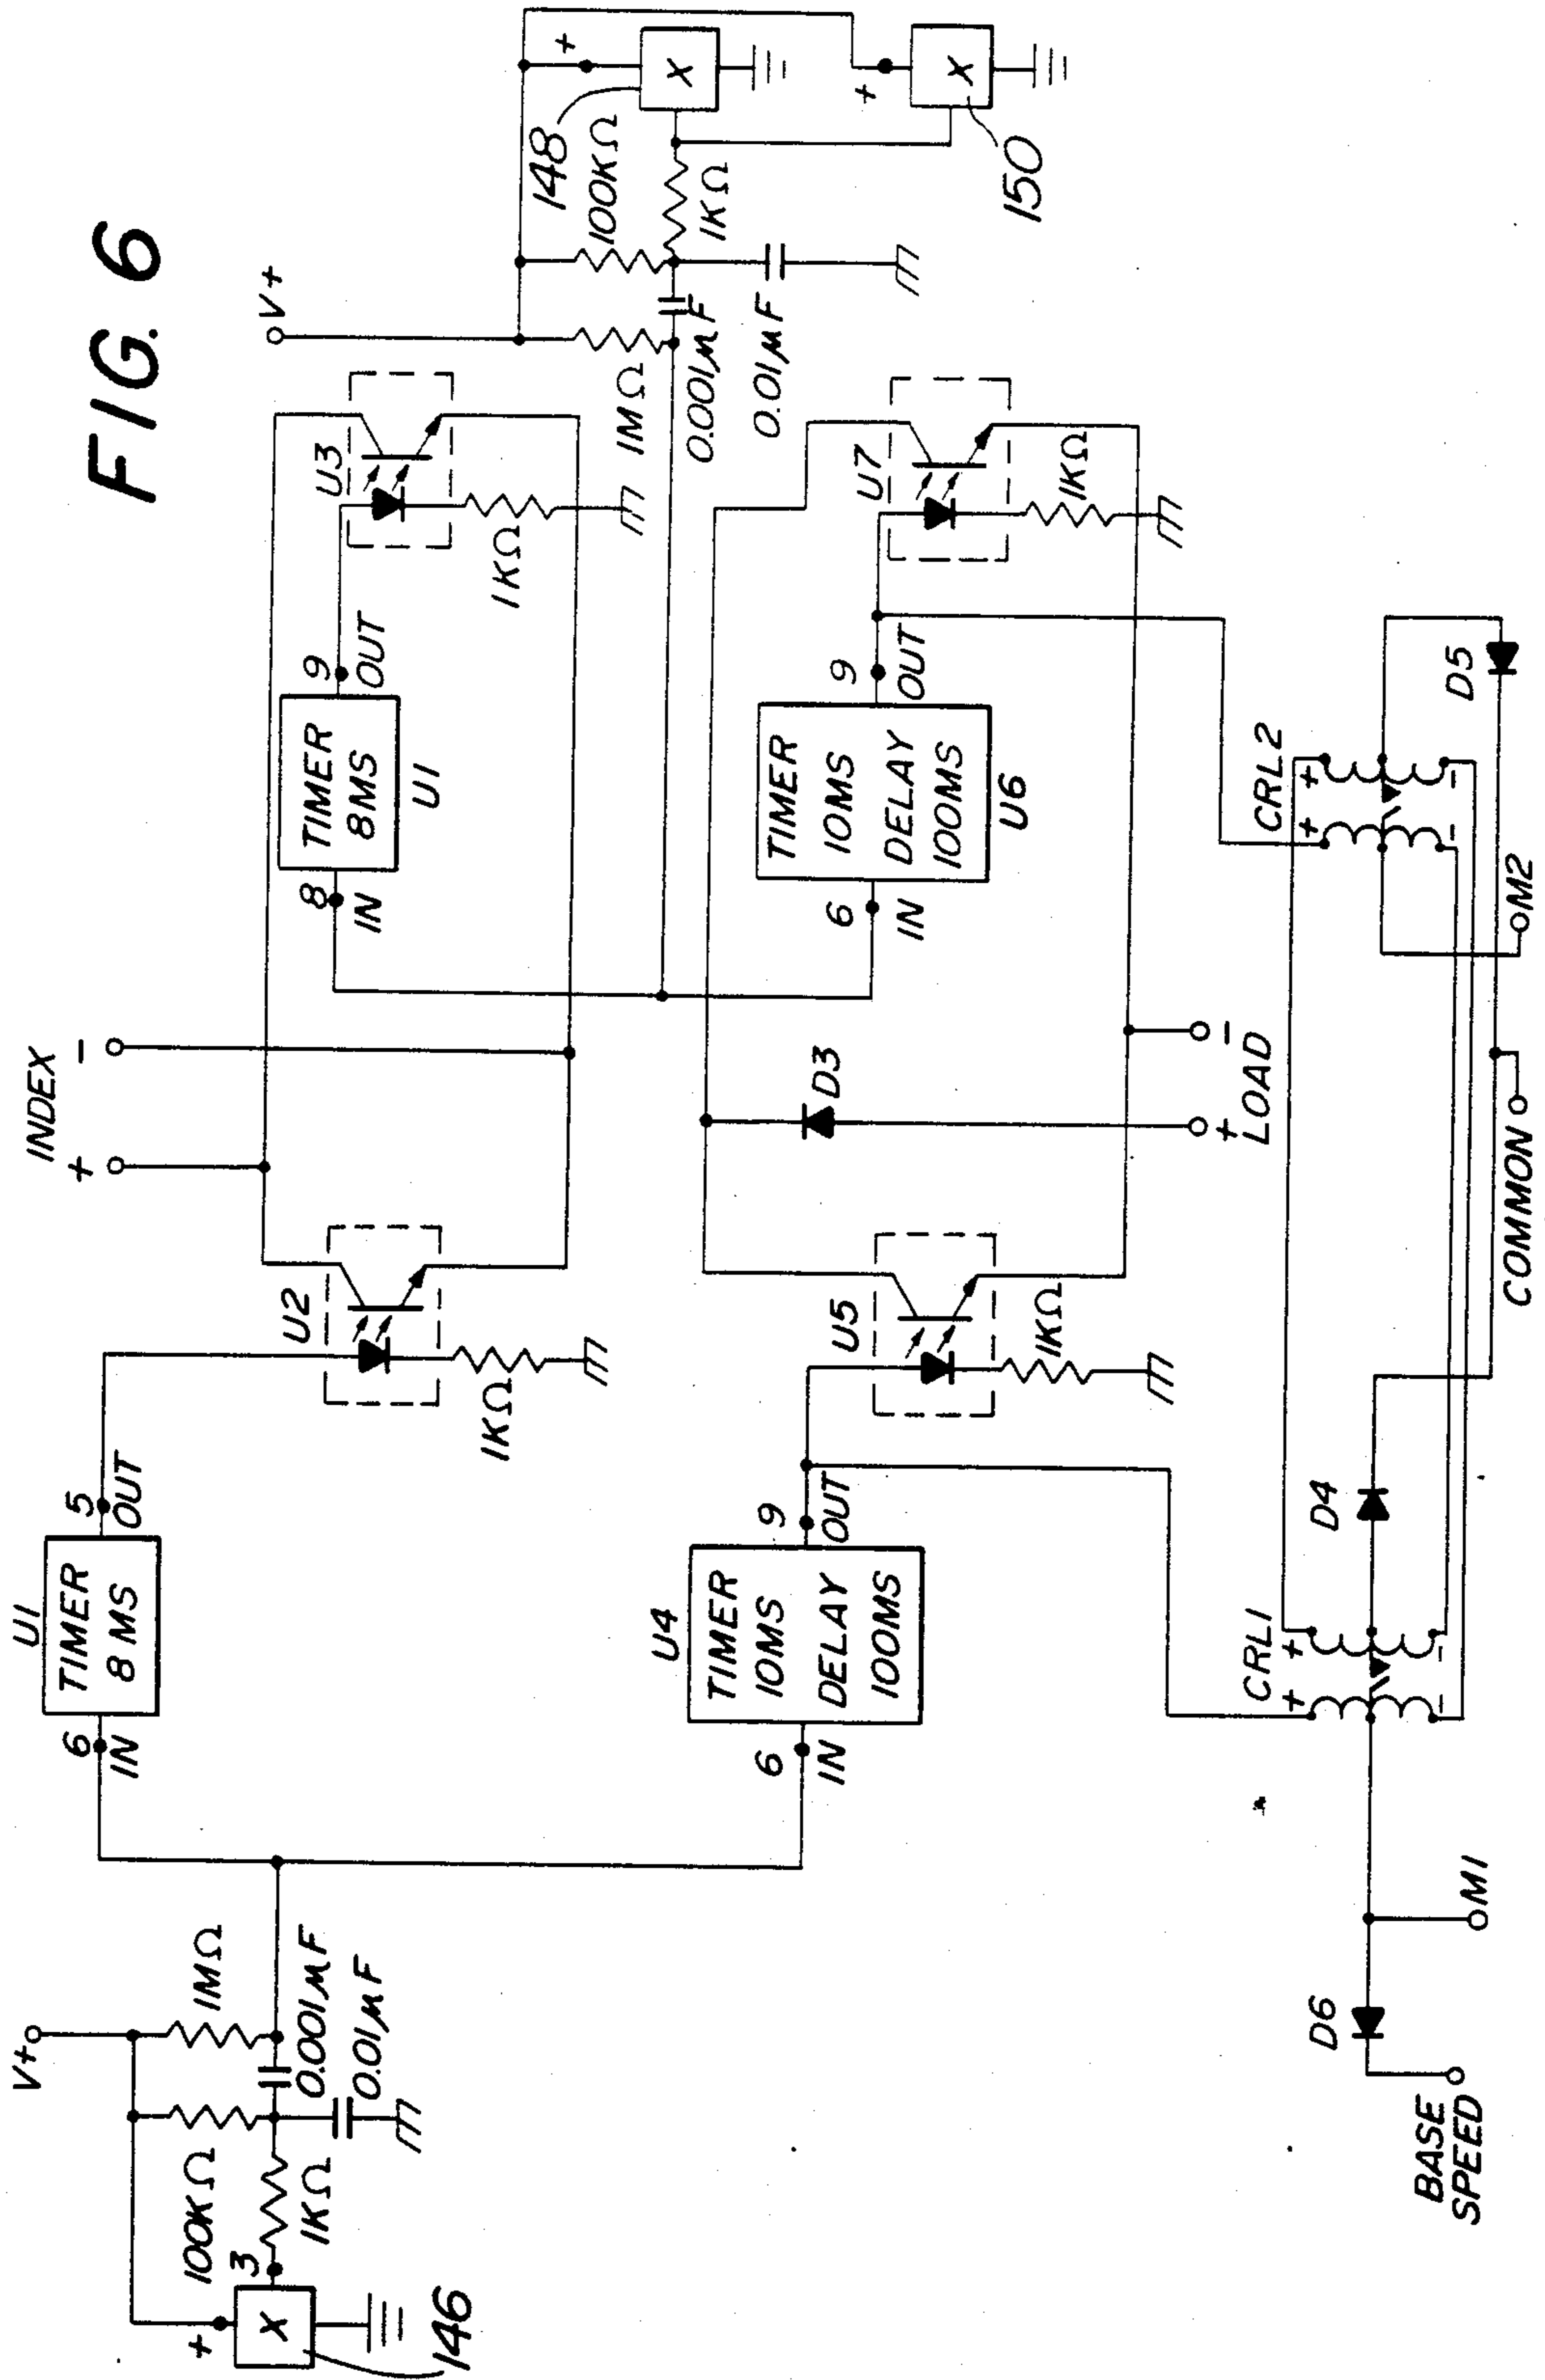 FIG. 6
V+
100KΩ
1MΩ
3
1KΩ
0.001μF
0.01μF
+
X
146
U1
TIMER
8 MS
6
IN
5
OUT
U2
1KΩ
INDEX
+ -
8
IN
TIMER
8MS
U1
9
OUT
U3
1KΩ
V+
1MΩ
0.001μF
0.01μF
100KΩ
1KΩ
148
+
X
150
+
X
U4
TIMER
10MS
DELAY
100MS
6
IN
9
OUT
U5
1KΩ
D3
+ -
LOAD
6
IN
TIMER
10MS
DELAY
100MS
U6
9
OUT
U7
1KΩ
BASE
SPEED
D6
M1
CRL1
+ +
- -
D4
COMMON
M2
CRL2
+ +
- -
D5